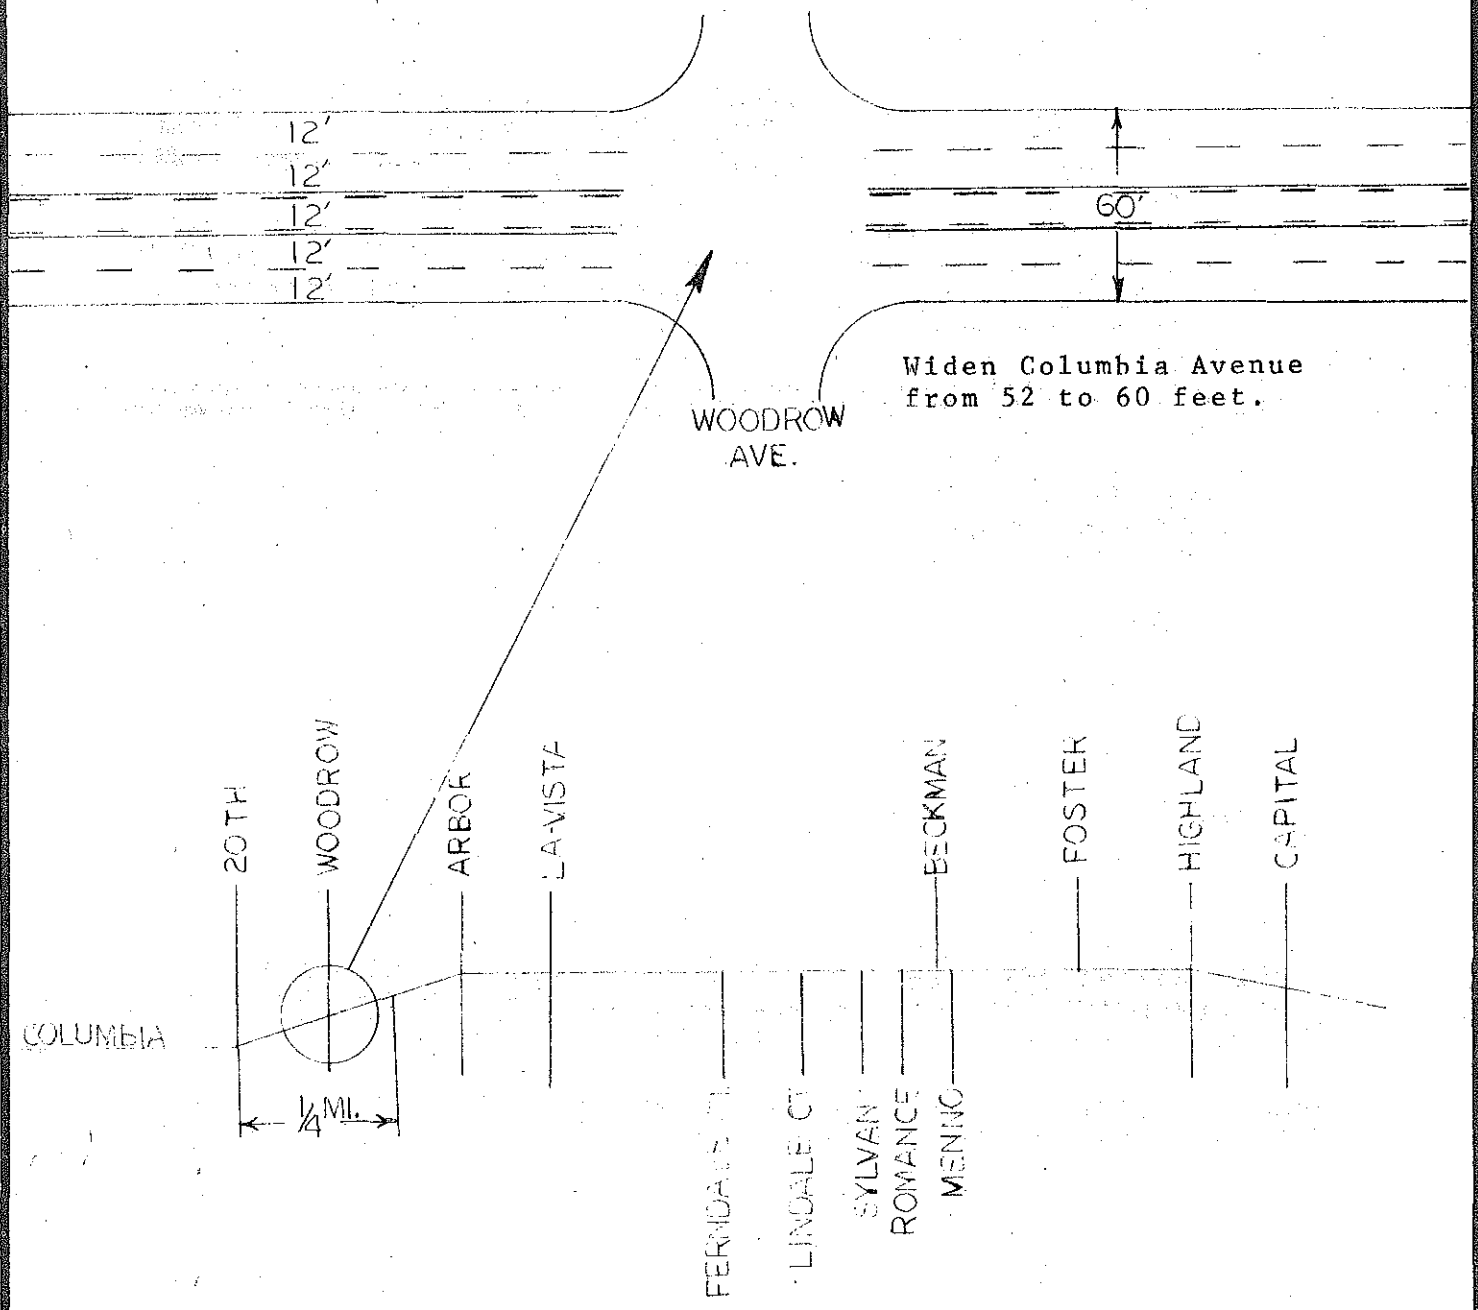 12'
12'
12'
12'
12'
60'
Widen Columbia Avenue
from 52 to 60 feet.
WOODROW
AVE.
20TH
WOODROW
ARBOR
LA-VISTA
BECKMAN
FOSTER
HIGHLAND
CAPITAL
COLUMBIA
1/4 MI.
FERNDALE
LINDALE CT
SYLVAN
ROMANCE
MENNO